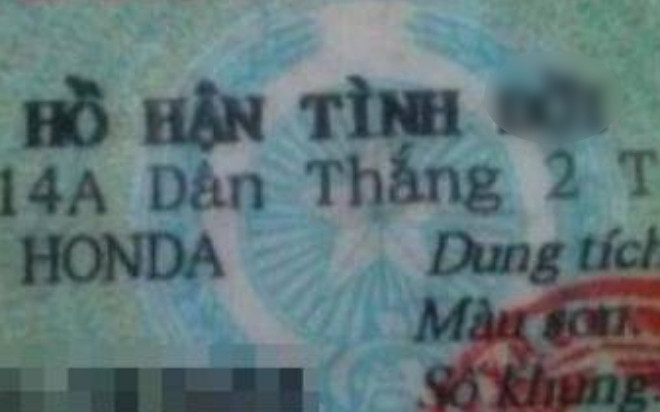 HỒ HẬN TÌNH
14A Dân Thắng 2 T
HONDA Dung tích
Màu sơn:
Số khung: